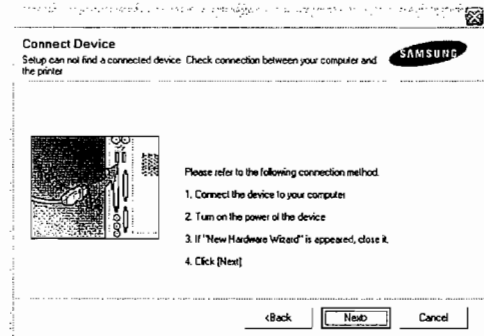 Connect Device
SAMSUNG
Setup can not find a connected device. Check connection between your computer and
the printer
Please refer to the following connection method.
1. Connect the device to your computer
2. Turn on the power of the device
3. If "New Hardware Wizard" is appeared, close it.
4. Click [Next]
<Back
Next>
Cancel